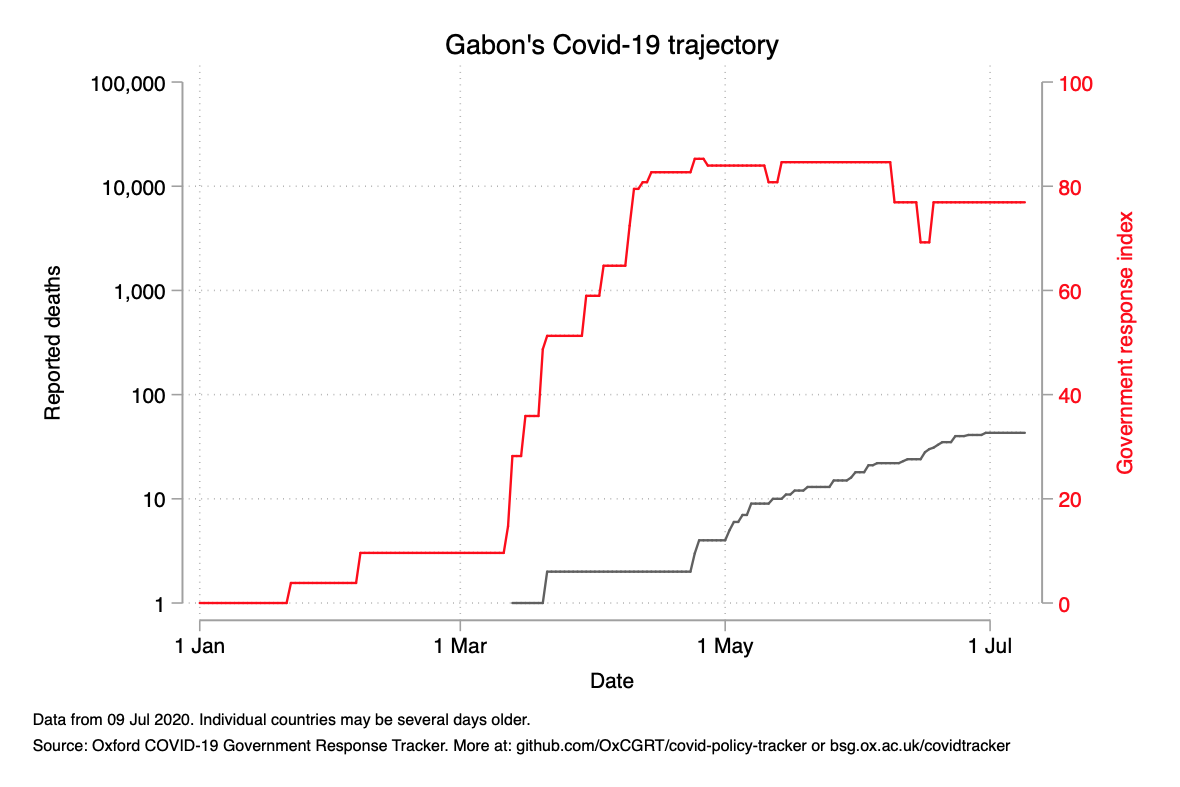 Gabon's Covid-19 trajectory
100,000
10,000
1,000
100
10
1
Reported deaths
100
80
60
40
20
0
Government response index
1 Jan
1 Mar
1 May
1 Jul
Date
Data from 09 Jul 2020. Individual countries may be several days older.
Source: Oxford COVID-19 Government Response Tracker. More at: github.com/OxCGRT/covid-policy-tracker or bsg.ox.ac.uk/covidtracker